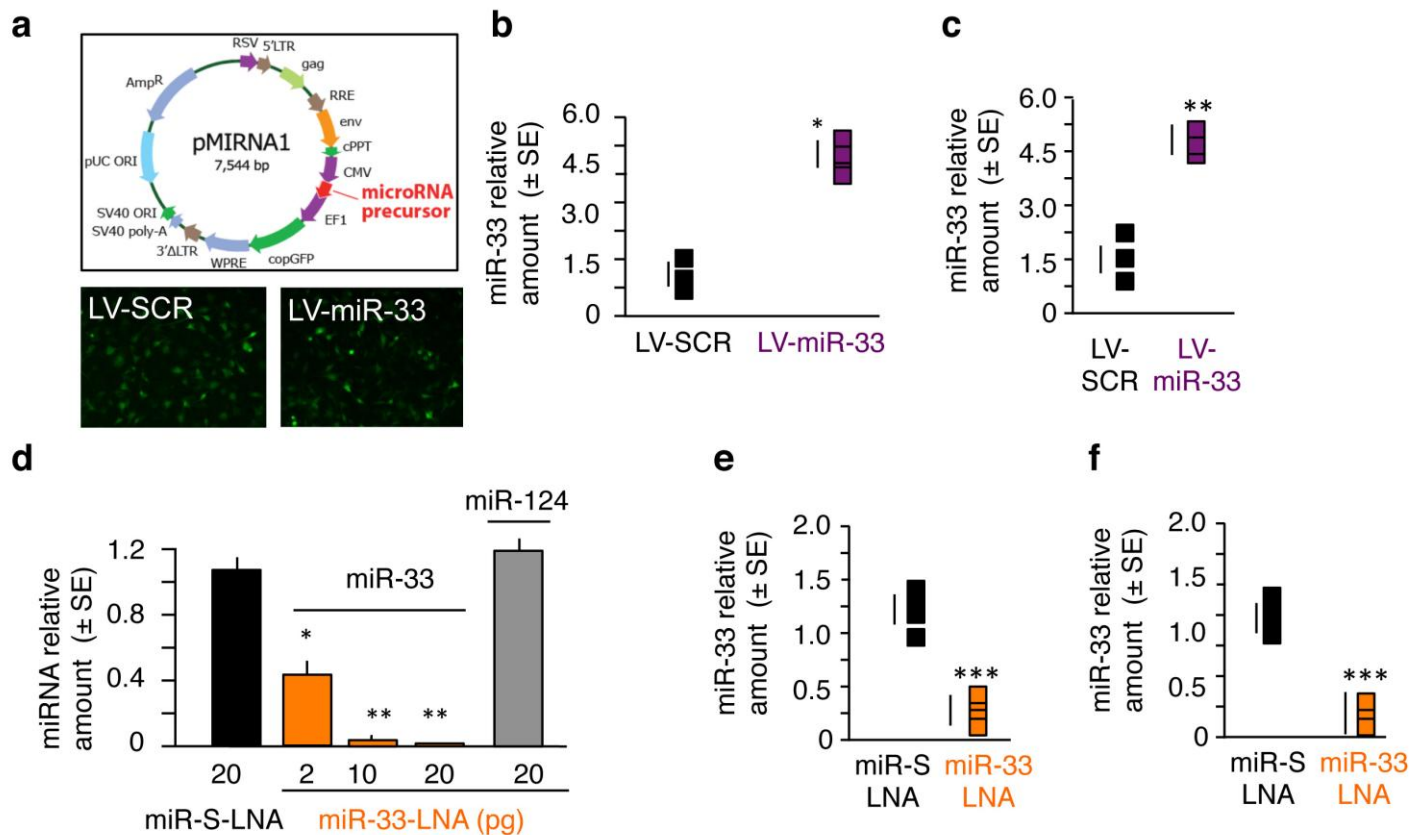 a
RSV
5'LTR
gag
RRE
env
cPPT
CMV
microRNA
precursor
EF1
copGFP
WPRE
3'ΔLTR
SV40 poly-A
SV40 ORI
pUC ORI
AmpR
pMIRNA1
7,544 bp
LV-SCR
LV-miR-33
b
miR-33 relative
amount (± SE)
6.0
4.5
3.0
1.5
0
*
LV-SCR
LV-miR-33
c
miR-33 relative
amount (± SE)
6.0
4.5
3.0
1.5
0
**
LV-
SCR
LV-
miR-33
d
miRNA relative
amount (± SE)
1.2
0.8
0.4
0
miR-33
miR-124
*
**
**
20
2
10
20
20
miR-S-LNA
miR-33-LNA (pg)
e
miR-33 relative
amount (± SE)
2.0
1.5
1.0
0.5
0
***
miR-S
LNA
miR-33
LNA
f
miR-33 relative
amount (± SE)
2.0
1.5
1.0
0.5
0
***
miR-S
LNA
miR-33
LNA